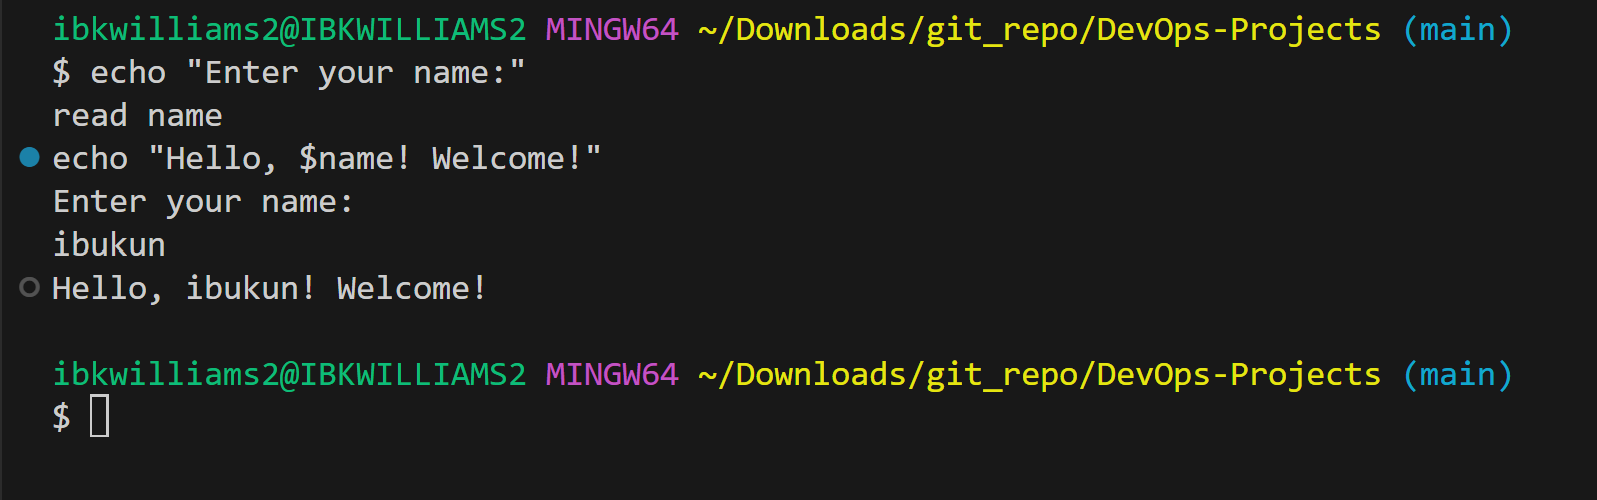 ibkwilliams2@IBKWILLIAMS2 MINGW64 ~/Downloads/git_repo/DevOps-Projects (main)
$ echo "Enter your name:"
read name
echo "Hello, $name! Welcome!"
Enter your name:
ibukun
Hello, ibukun! Welcome!
ibkwilliams2@IBKWILLIAMS2 MINGW64 ~/Downloads/git_repo/DevOps-Projects (main)
$